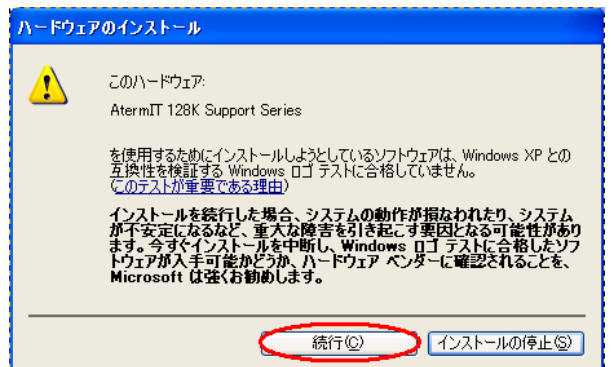 ハードウェアのインストール
このハードウェア:
AtermIT 128K Support Series
を使用するためにインストールしようとしているソフトウェアは、Windows XP との
互換性を検証する Windows ロゴ テストに合格していません。
(このテストが重要である理由)
インストールを続行した場合、システムの動作が損なわれたり、システム
が不安定になるなど、重大な障害を引き起こす要因となる可能性があり
ます。今すぐインストールを中断し、Windows ロゴ テストに合格したソフ
トウェアが入手可能かどうか、ハードウェア ベンダーに確認されることを、
Microsoft は強くお勧めします。
続行(C)
インストールの停止(S)